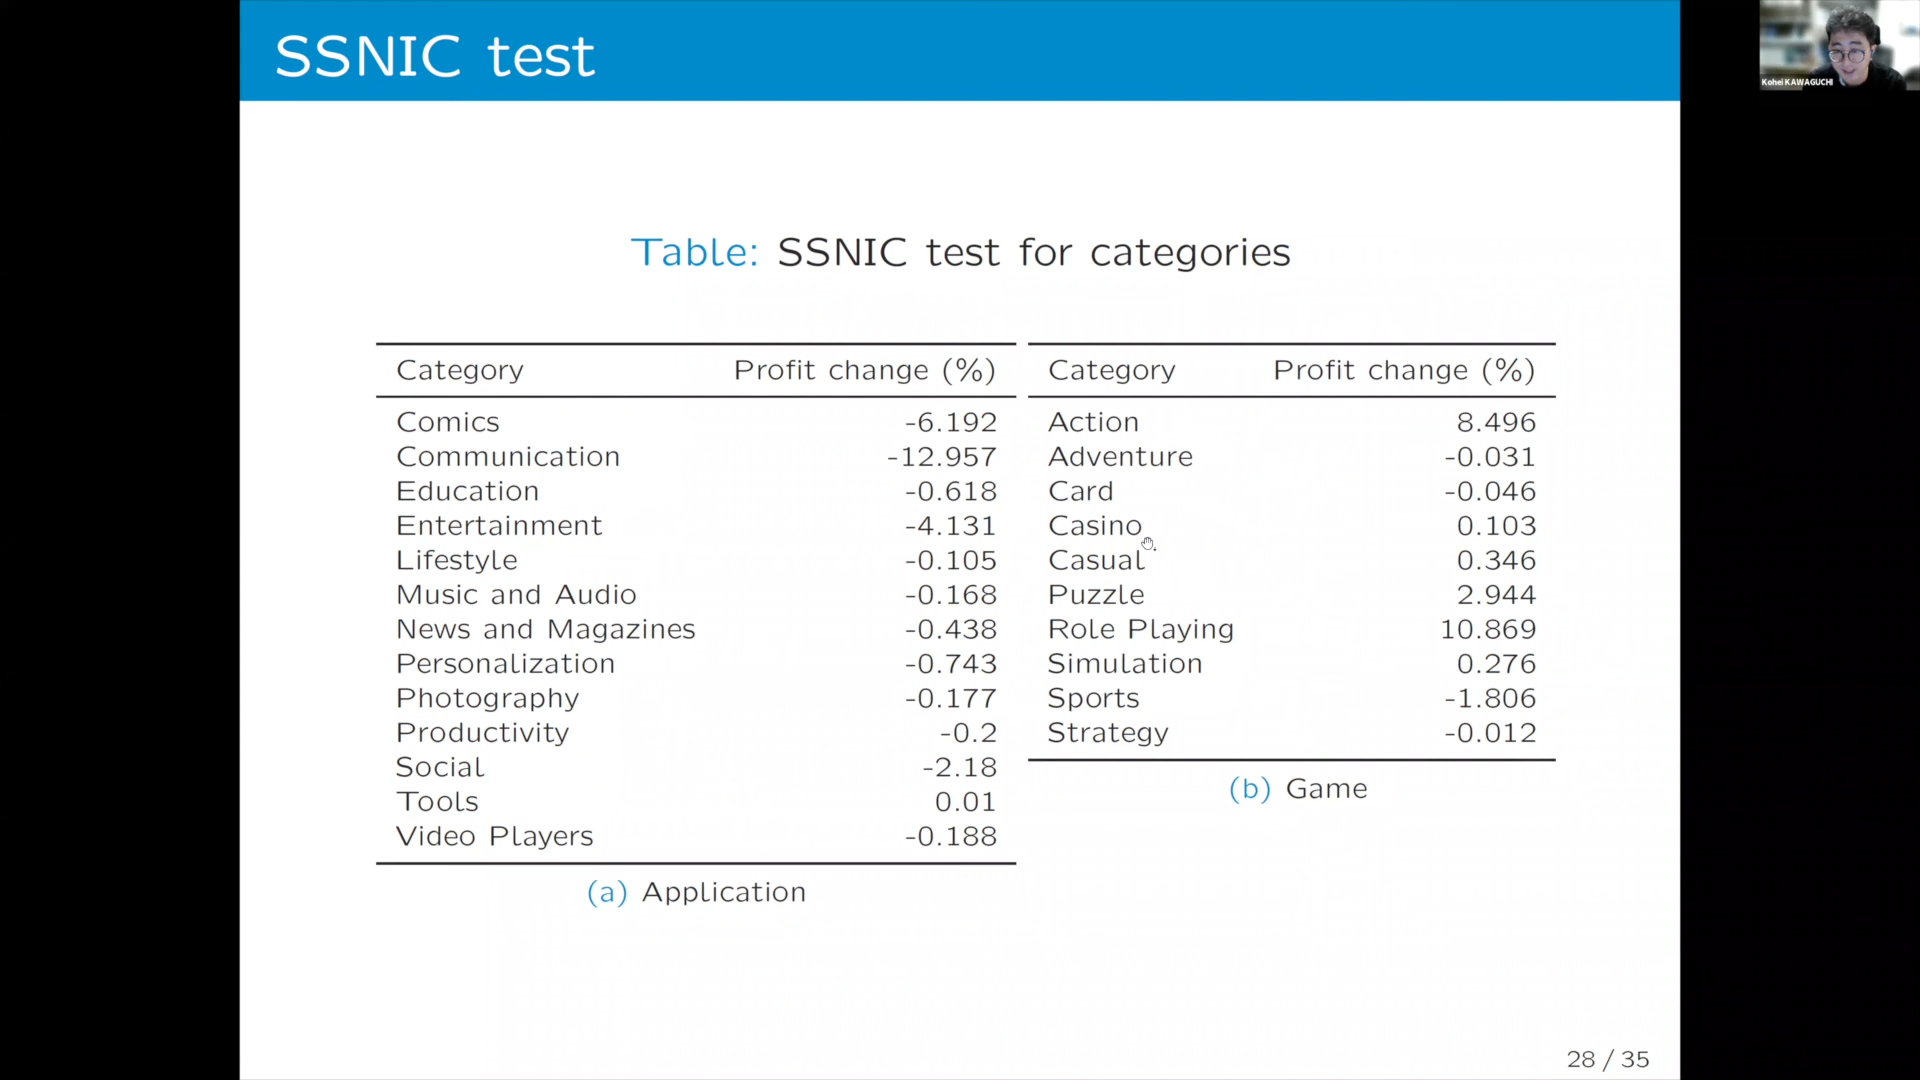 SSNIC test
Kohei KAWAGUCHI
Table: SSNIC test for categories
Category Profit change (%)
Comics -6.192
Communication -12.957
Education -0.618
Entertainment -4.131
Lifestyle -0.105
Music and Audio -0.168
News and Magazines -0.438
Personalization -0.743
Photography -0.177
Productivity -0.2
Social -2.18
Tools 0.01
Video Players -0.188
(a) Application
Category Profit change (%)
Action 8.496
Adventure -0.031
Card -0.046
Casino 0.103
Casual 0.346
Puzzle 2.944
Role Playing 10.869
Simulation 0.276
Sports -1.806
Strategy -0.012
(b) Game
28 / 35